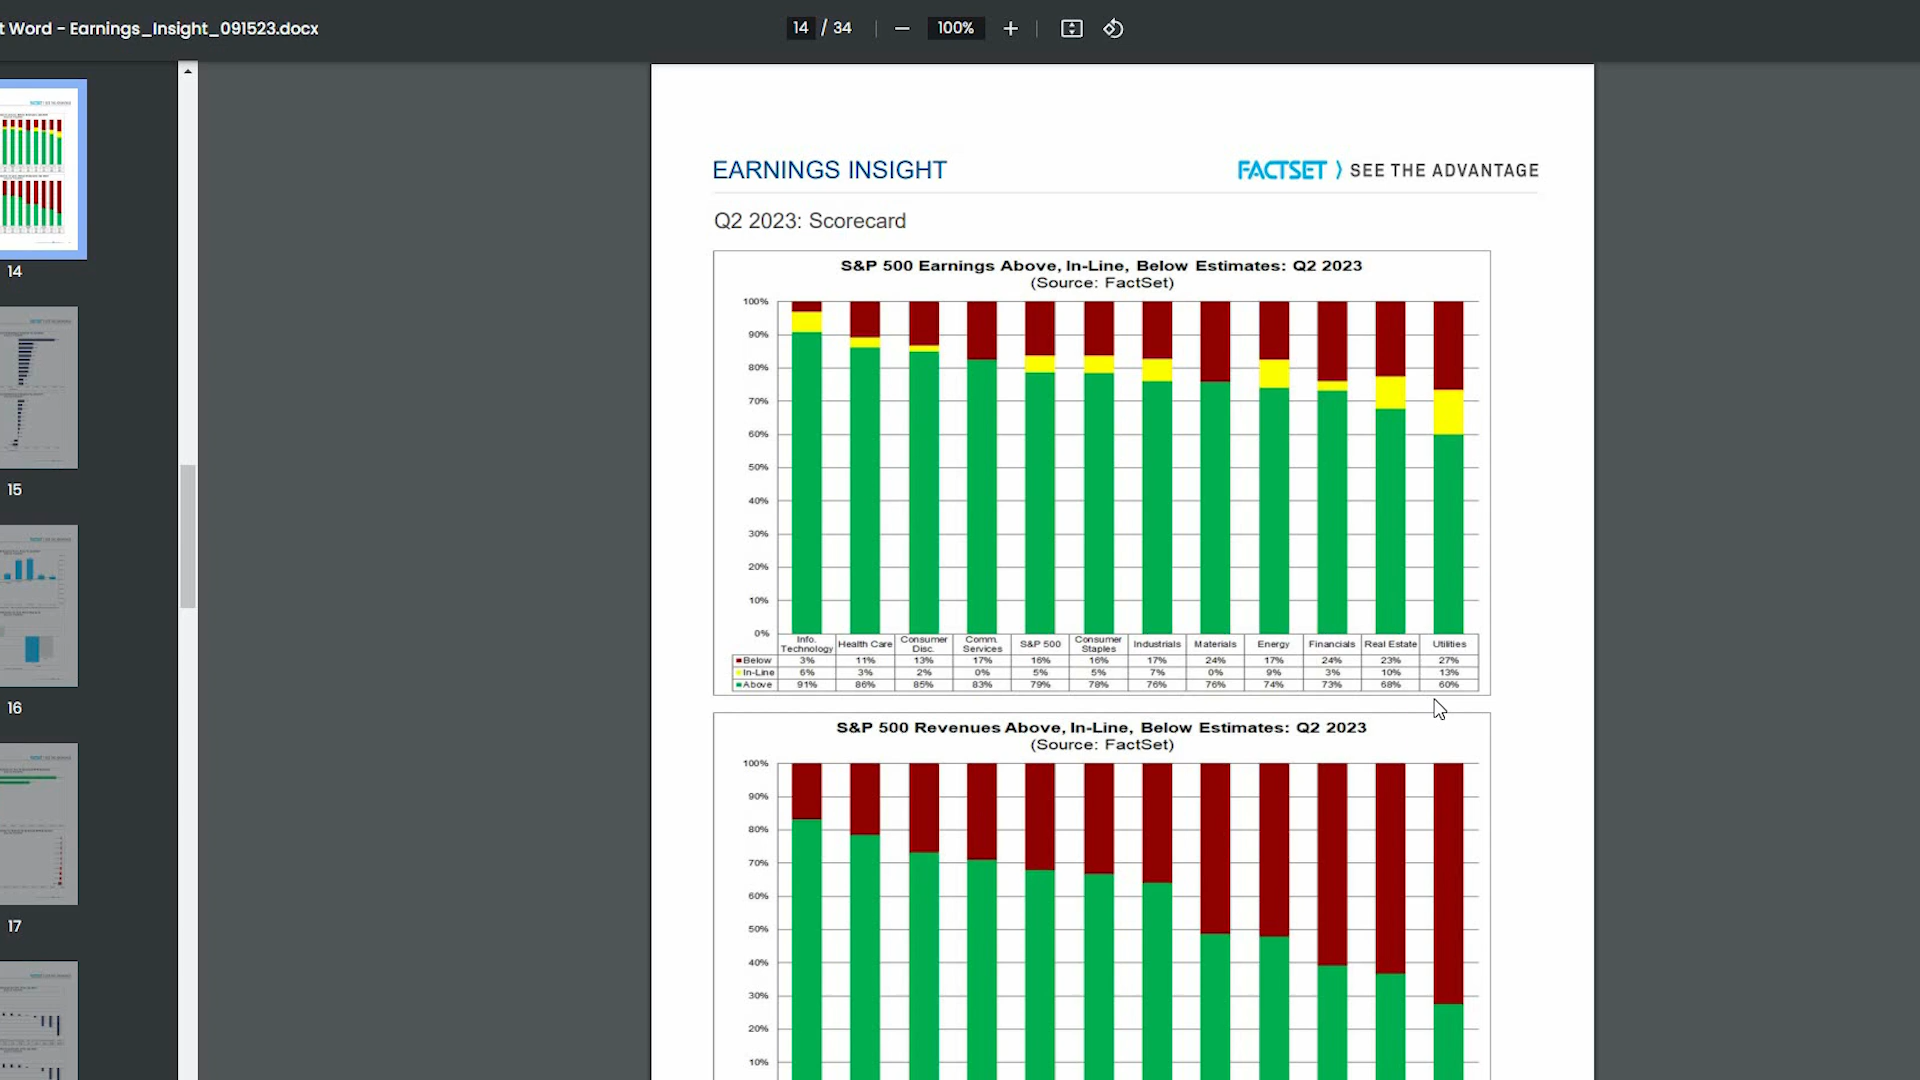 t Word - Earnings_Insight_091523.docx
14 / 34
100%
14
15
16
17
EARNINGS INSIGHT
FACTSET ⟩ SEE THE ADVANTAGE
Q2 2023: Scorecard
S&P 500 Earnings Above, In-Line, Below Estimates: Q2 2023
(Source: FactSet)
100%
90%
80%
70%
60%
50%
40%
30%
20%
10%
0%
Info. Technology Health Care Consumer Disc. Comm. Services S&P 500 Consumer Staples Industrials Materials Energy Financials Real Estate Utilities
Below 3% 11% 13% 17% 16% 16% 17% 24% 17% 24% 23% 27%
In-Line 6% 3% 2% 0% 5% 5% 7% 0% 9% 3% 10% 13%
Above 91% 86% 85% 83% 79% 78% 76% 76% 74% 73% 68% 60%
S&P 500 Revenues Above, In-Line, Below Estimates: Q2 2023
(Source: FactSet)
100%
90%
80%
70%
60%
50%
40%
30%
20%
10%